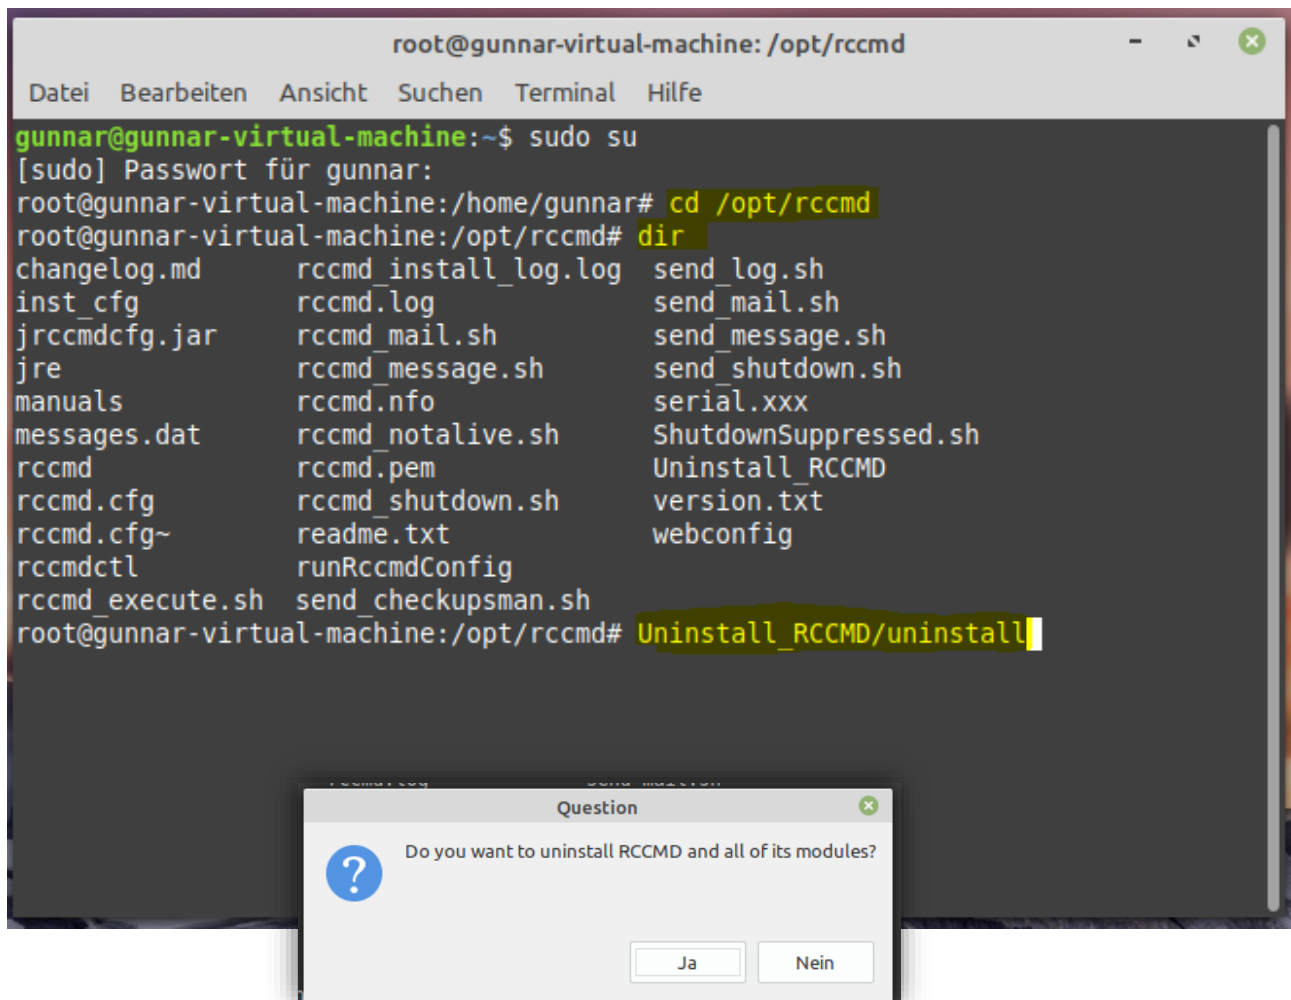 root@gunnar-virtual-machine: /opt/rccmd
Datei Bearbeiten Ansicht Suchen Terminal Hilfe
gunnar@gunnar-virtual-machine:~$ sudo su
[sudo] Passwort für gunnar:
root@gunnar-virtual-machine:/home/gunnar# cd /opt/rccmd
root@gunnar-virtual-machine:/opt/rccmd# dir
changelog.md rccmd_install_log.log send_log.sh
inst_cfg rccmd.log send_mail.sh
jrccmdcfg.jar rccmd_mail.sh send_message.sh
jre rccmd_message.sh send_shutdown.sh
manuals rccmd.nfo serial.xxx
messages.dat rccmd_notalive.sh ShutdownSuppressed.sh
rccmd rccmd.pem Uninstall_RCCMD
rccmd.cfg rccmd_shutdown.sh version.txt
rccmd.cfg~ readme.txt webconfig
rccmdctl runRccmdConfig
rccmd_execute.sh send_checkupsman.sh
root@gunnar-virtual-machine:/opt/rccmd# Uninstall_RCCMD/uninstall
Question
Do you want to uninstall RCCMD and all of its modules?
Ja Nein